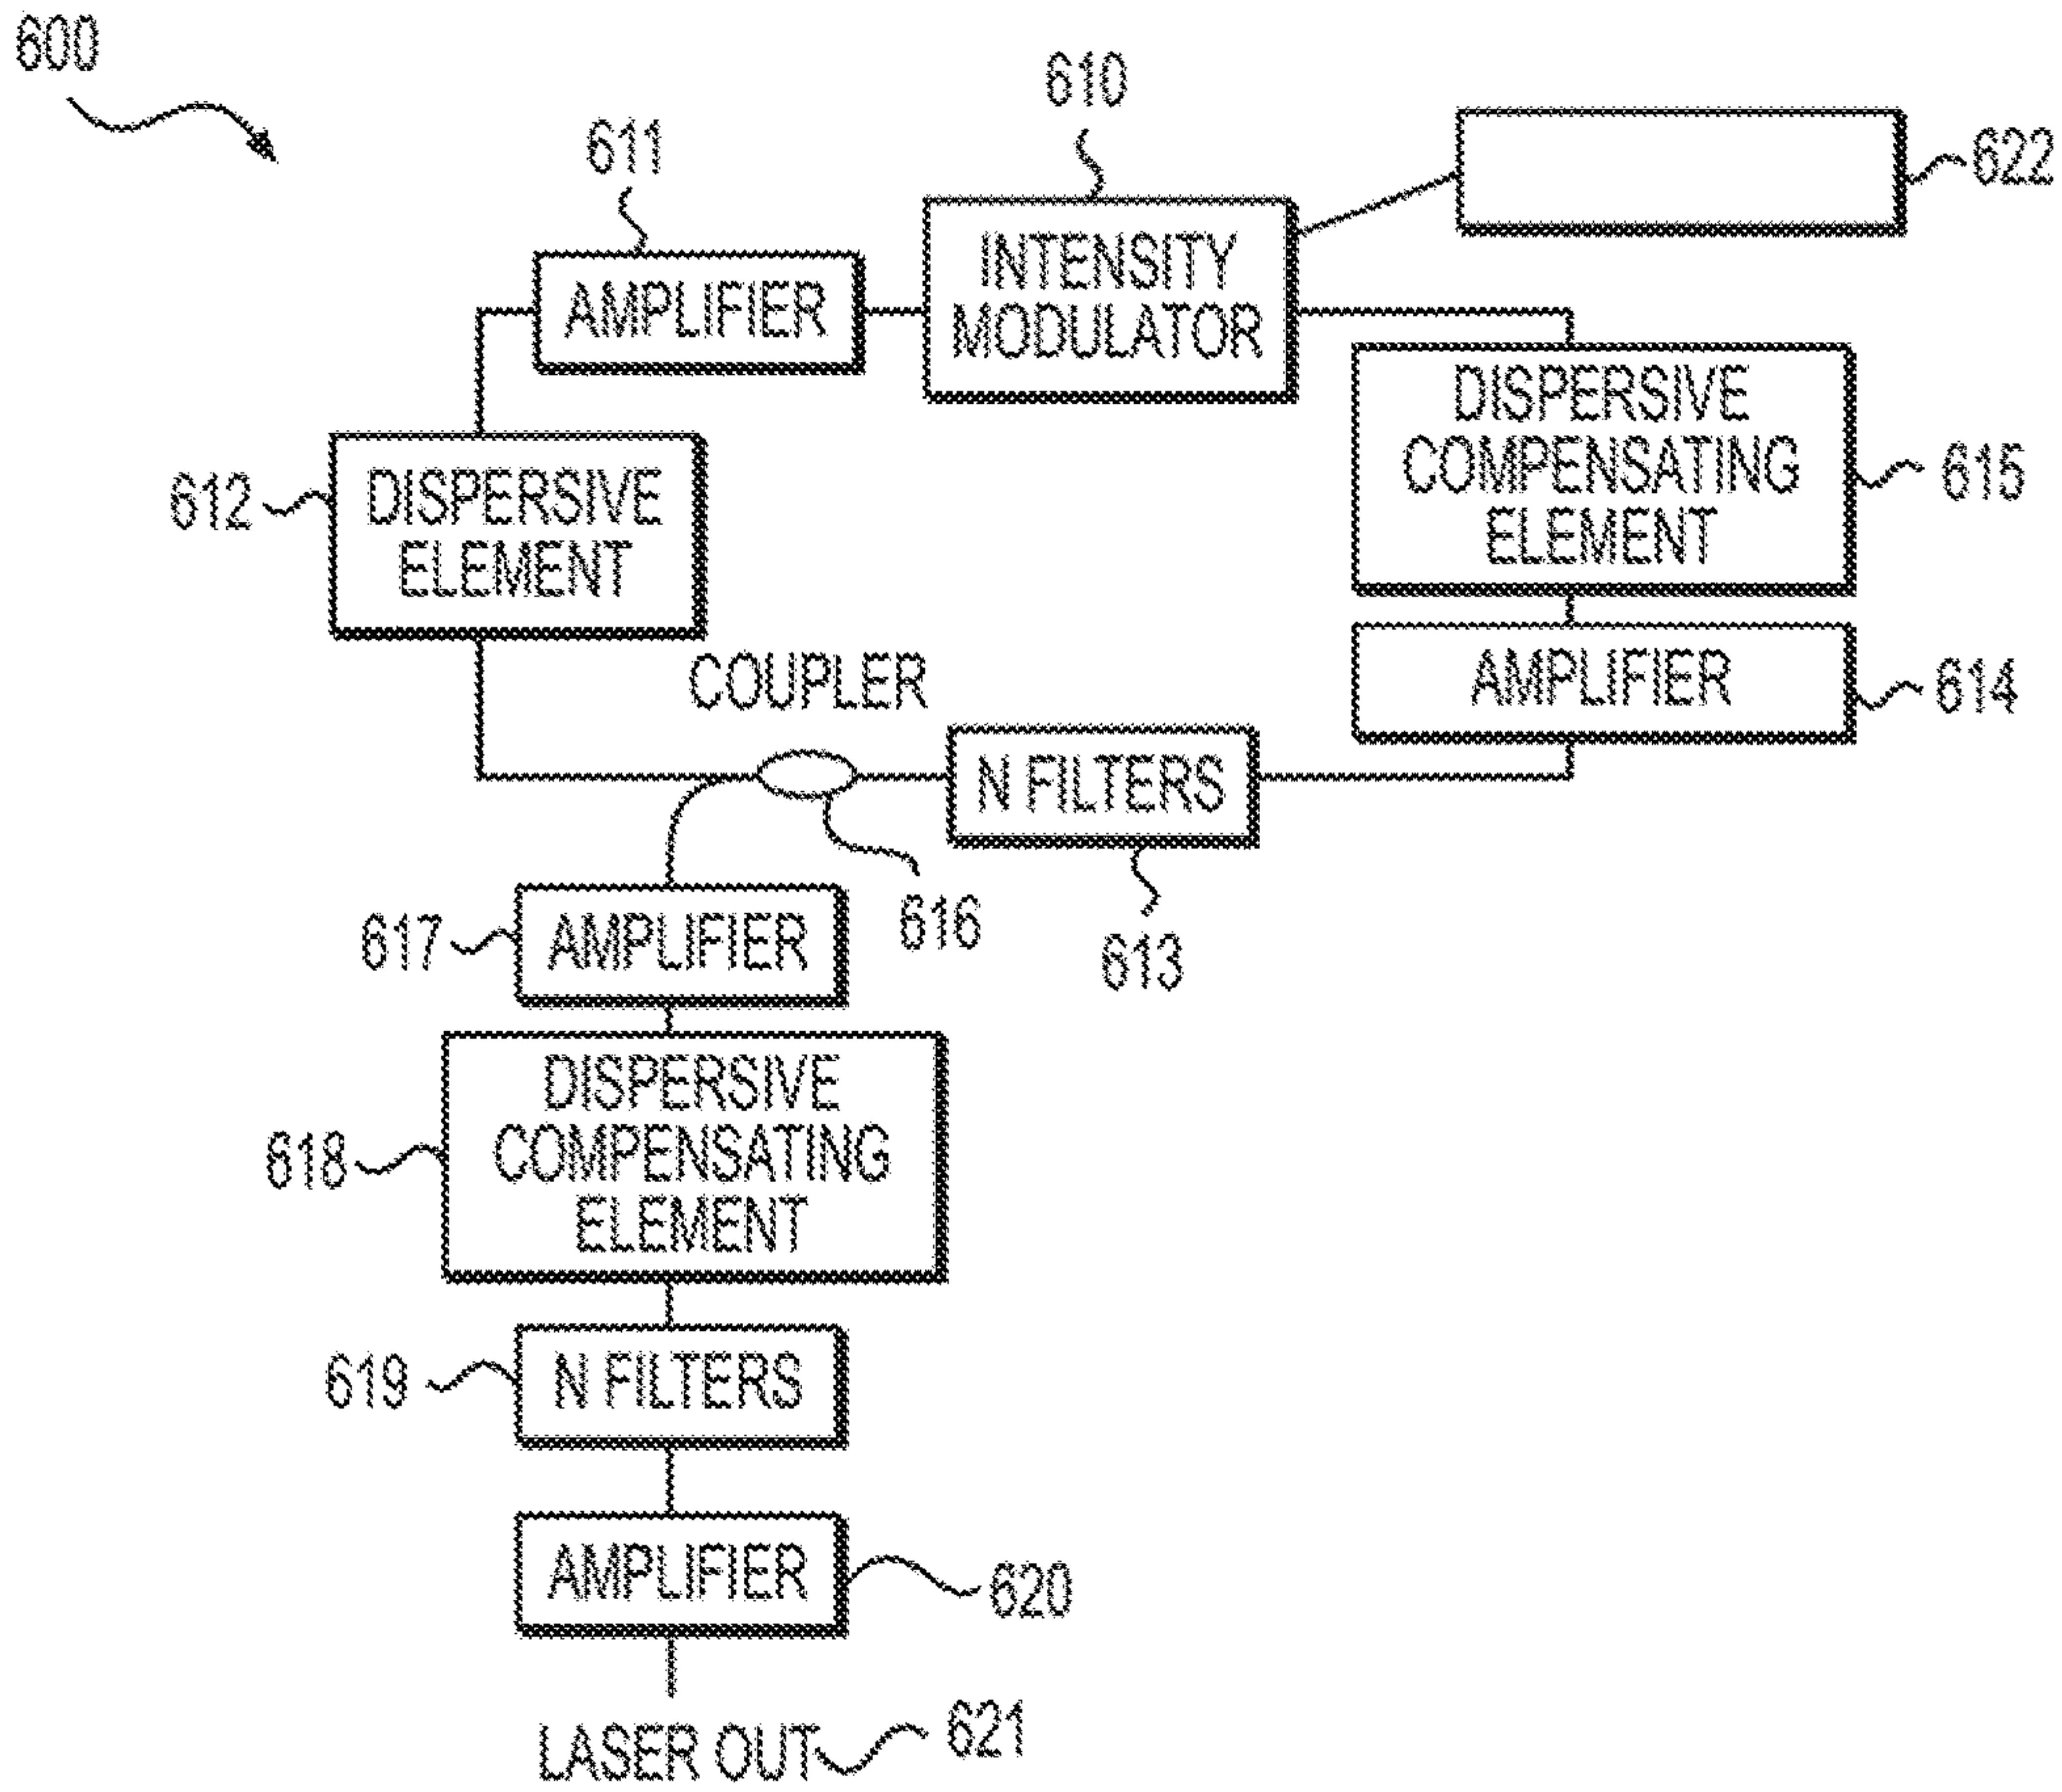 600
610
611
622
INTENSITY
MODULATOR
AMPLIFIER
DISPERSIVE
COMPENSATING
ELEMENT
615
612
DISPERSIVE
ELEMENT
COUPLER
AMPLIFIER
614
N FILTERS
616
613
617
AMPLIFIER
618
DISPERSIVE
COMPENSATING
ELEMENT
619
N FILTERS
AMPLIFIER
620
LASER OUT
621